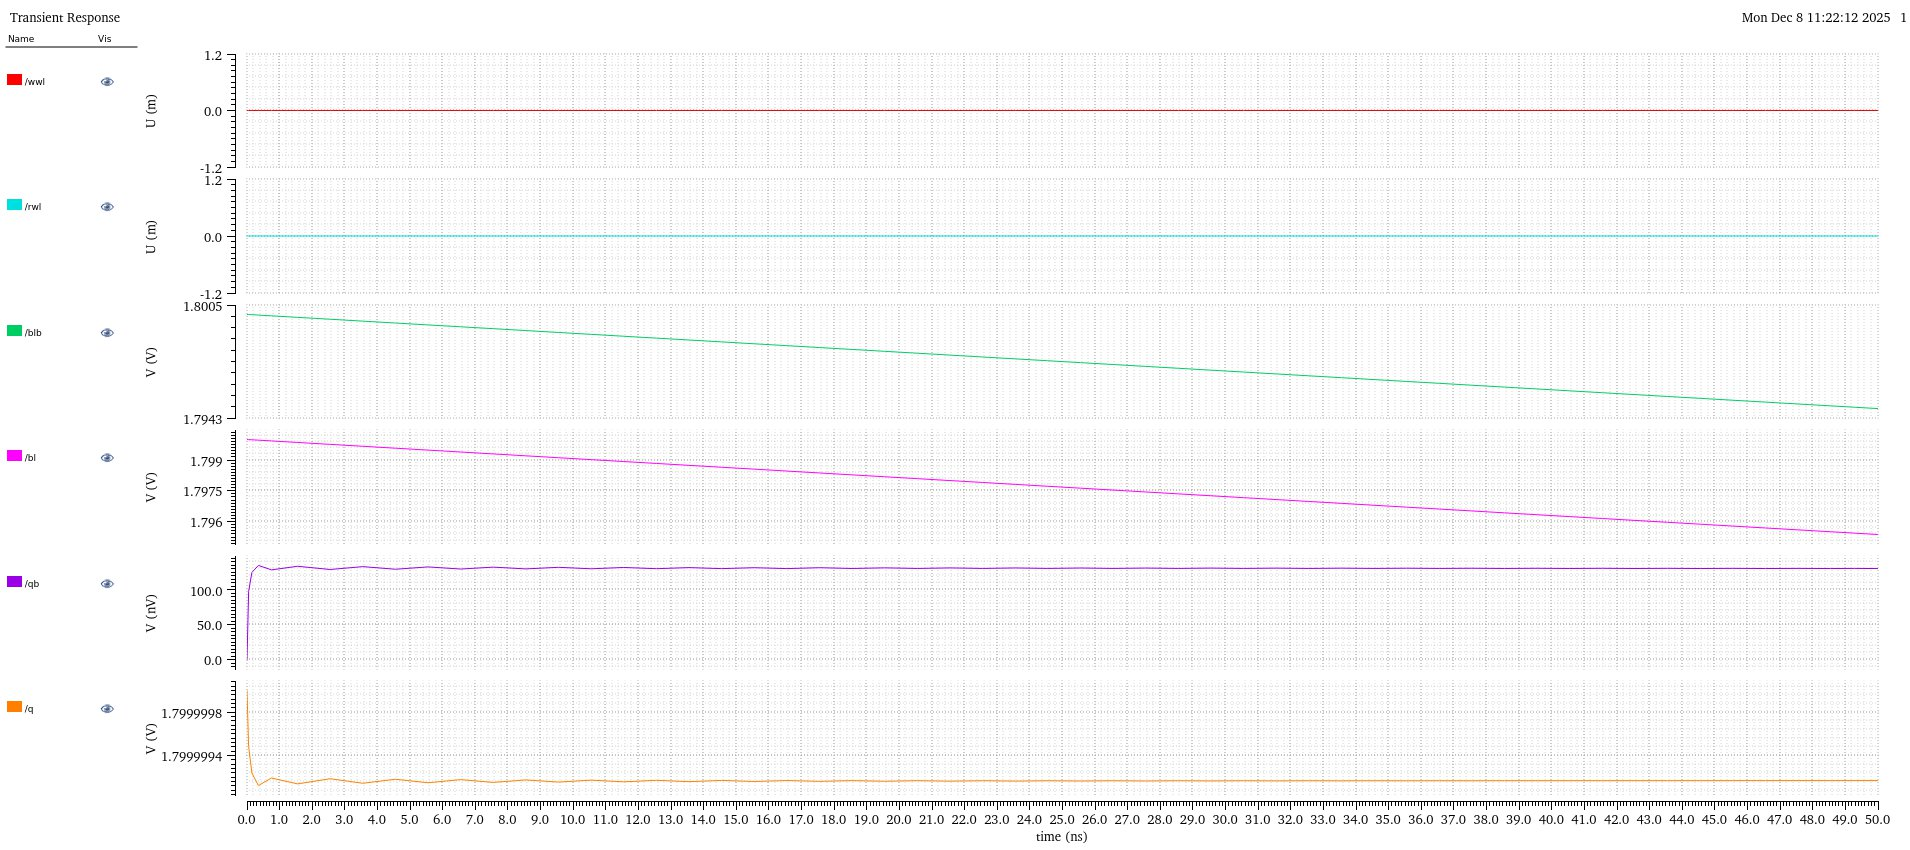 Transient Response
Mon Dec 8 11:22:12 2025 1
Name Vis
/wwl
U (m)
1.2
0.0
-1.2
/rwl
U (m)
1.2
0.0
-1.2
/blb
V (V)
1.8005
1.7943
/bl
V (V)
1.799
1.7975
1.796
/qb
V (nV)
100.0
50.0
0.0
/q
V (V)
1.7999998
1.7999994
0.0 1.0 2.0 3.0 4.0 5.0 6.0 7.0 8.0 9.0 10.0 11.0 12.0 13.0 14.0 15.0 16.0 17.0 18.0 19.0 20.0 21.0 22.0 23.0 24.0 25.0 26.0 27.0 28.0 29.0 30.0 31.0 32.0 33.0 34.0 35.0 36.0 37.0 38.0 39.0 40.0 41.0 42.0 43.0 44.0 45.0 46.0 47.0 48.0 49.0 50.0
time (ns)